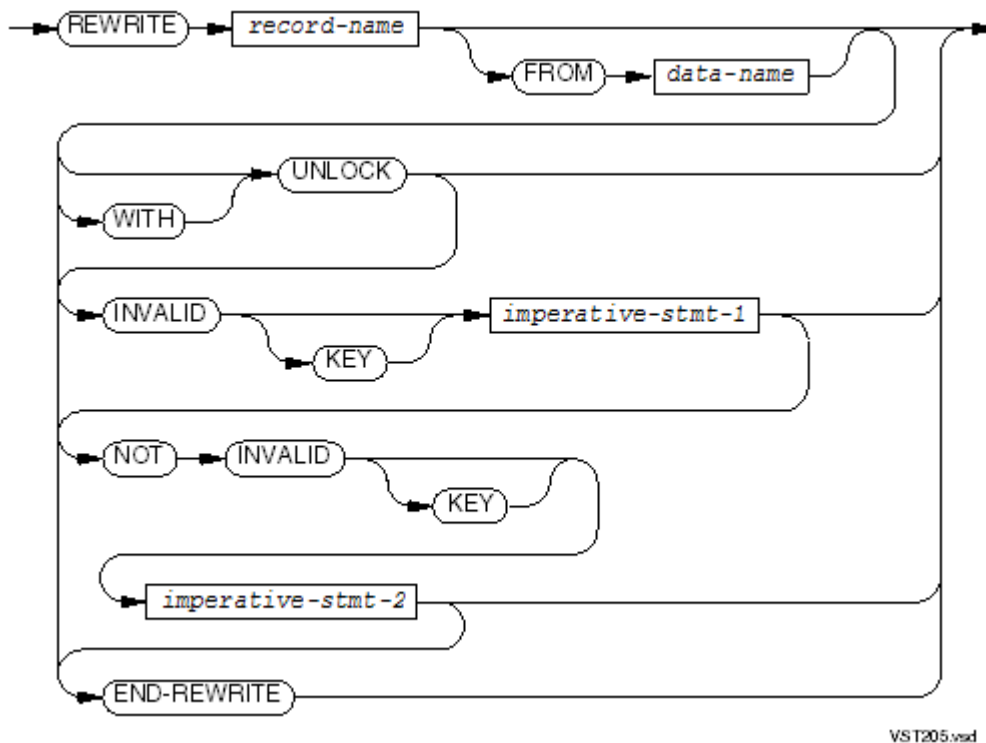 REWRITE record-name
FROM data-name
UNLOCK
WITH
INVALID imperative-stmt-1
KEY
NOT INVALID
KEY
imperative-stmt-2
END-REWRITE
VST205.vsd